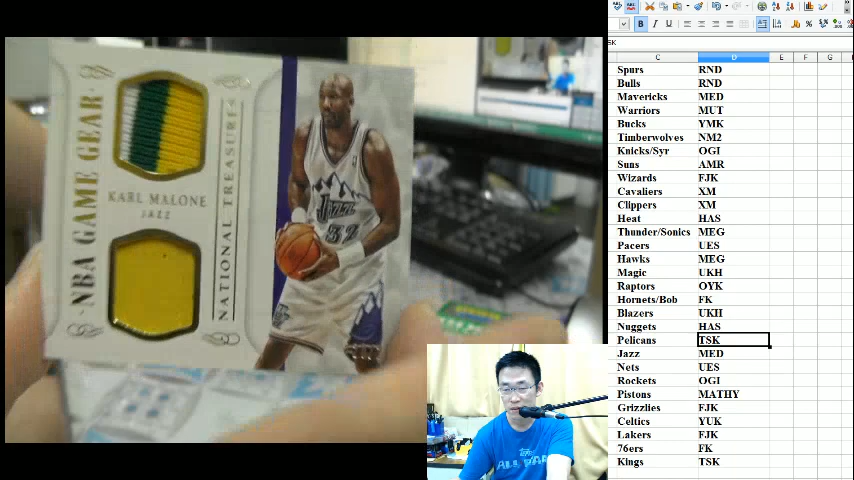 NBA GAME GEAR
KARL MALONE
JAZZ
NATIONAL TREASURES
JAZZ
32
TOPPS
C D E F G
Spurs RND
Bulls RND
Mavericks MED
Warriors MUT
Bucks YMK
Timberwolves NM2
Knicks/Syr OGI
Suns AMR
Wizards FJK
Cavaliers XM
Clippers XM
Heat HAS
Thunder/Sonics MEG
Pacers UES
Hawks MEG
Magic UKH
Raptors OYK
Hornets/Bob FK
Blazers UKH
Nuggets HAS
Pelicans TSK
Jazz MED
Nets UES
Rockets OGI
Pistons MATHY
Grizzlies FJK
Celtics YUK
Lakers FJK
76ers FK
Kings TSK